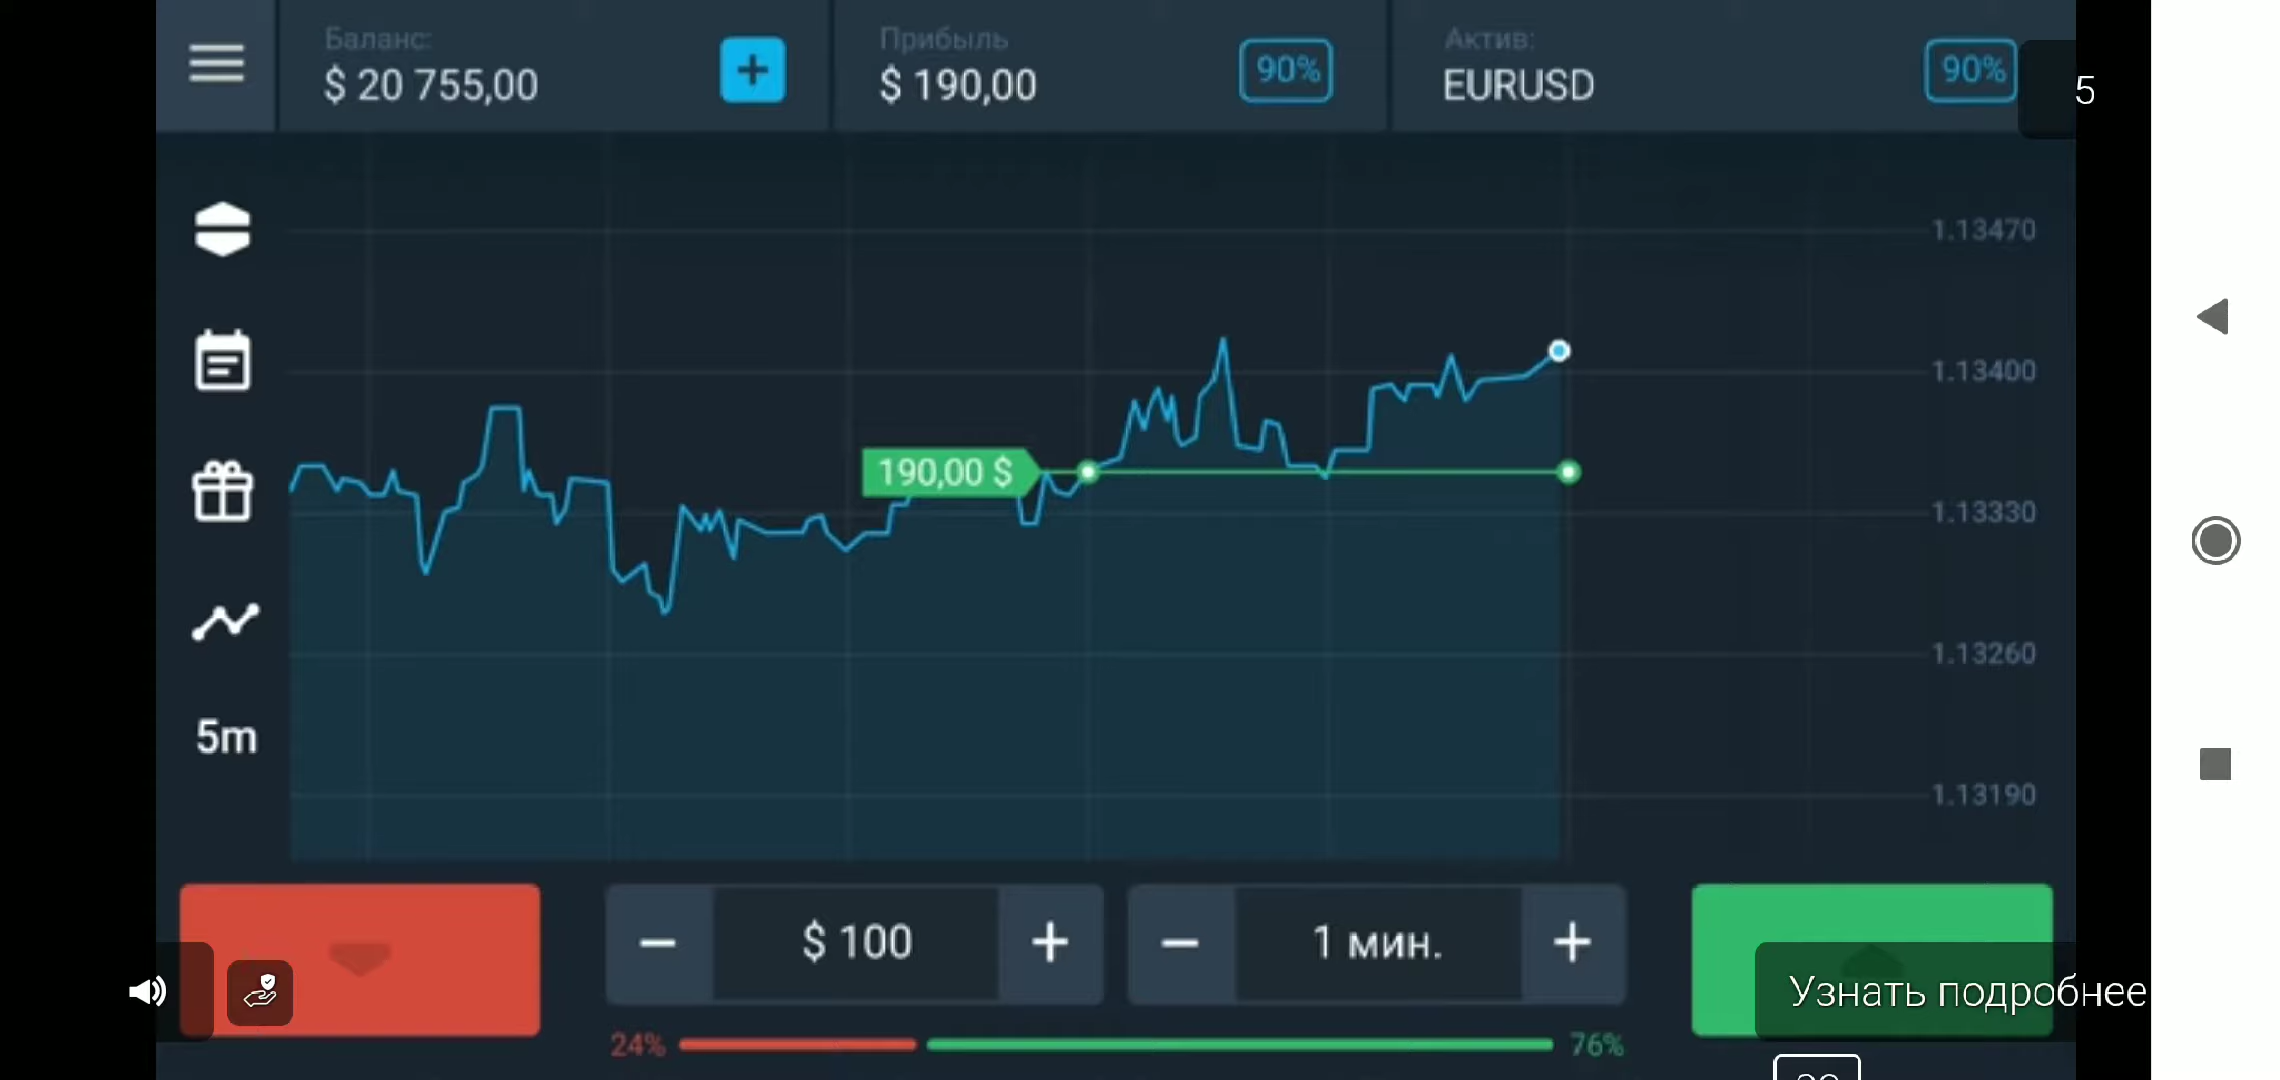 Баланс:
$ 20 755,00
Прибыль
$ 190,00
90%
Актив:
EURUSD
90%
5
1.13470
1.13400
190,00 $
1.13330
1.13260
5m
1.13190
$ 100
1 мин.
Узнать подробнее
24%
76%